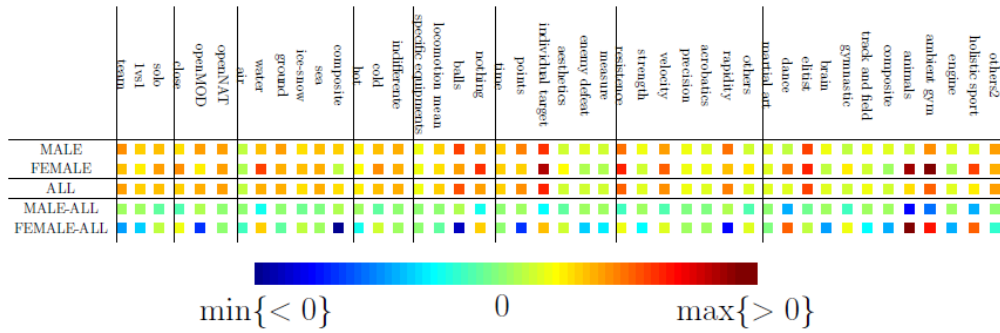 team
1vs1
solo
close
openMOD
openNAT
air
water
ground
ice-snow
sea
composite
hot
cold
indifferente
specific equipments
locomotion mean
balls
nothing
time
points
individual target
aesthetics
enemy defeat
measure
resistence
strength
velocity
precision
acrobatics
rapidity
others
martial art
dance
elitist
brain
gymnastic
track and field
composite
animals
ambient gym
engine
holistic sport
others2
MALE
FEMALE
ALL
MALE-ALL
FEMALE-ALL
min{< 0} 0 max{> 0}